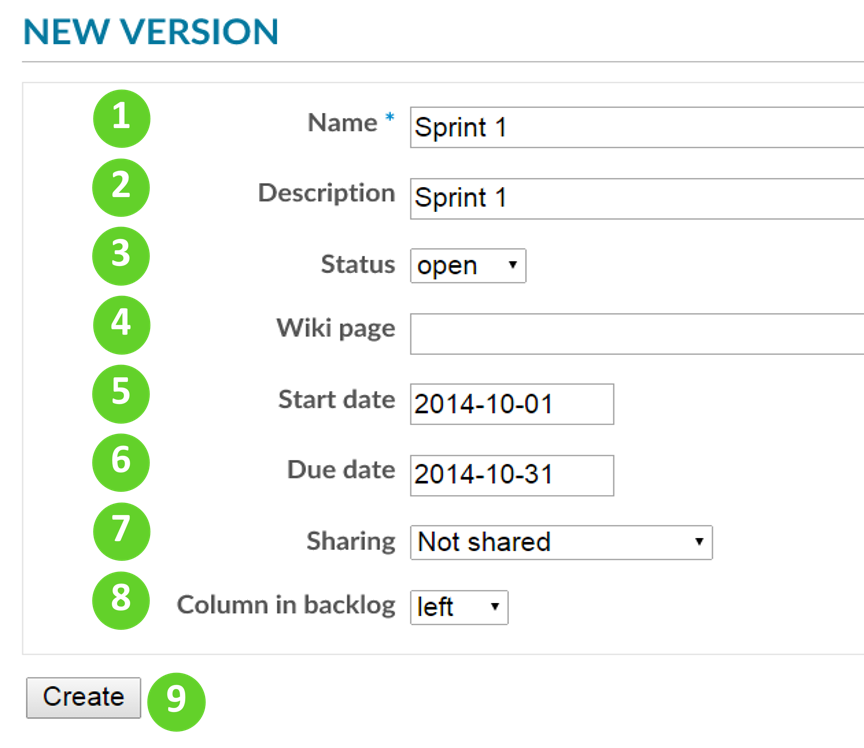 NEW VERSION
1 Name * Sprint 1
2 Description Sprint 1
3 Status open
4 Wiki page
5 Start date 2014-10-01
6 Due date 2014-10-31
7 Sharing Not shared
8 Column in backlog left
Create 9